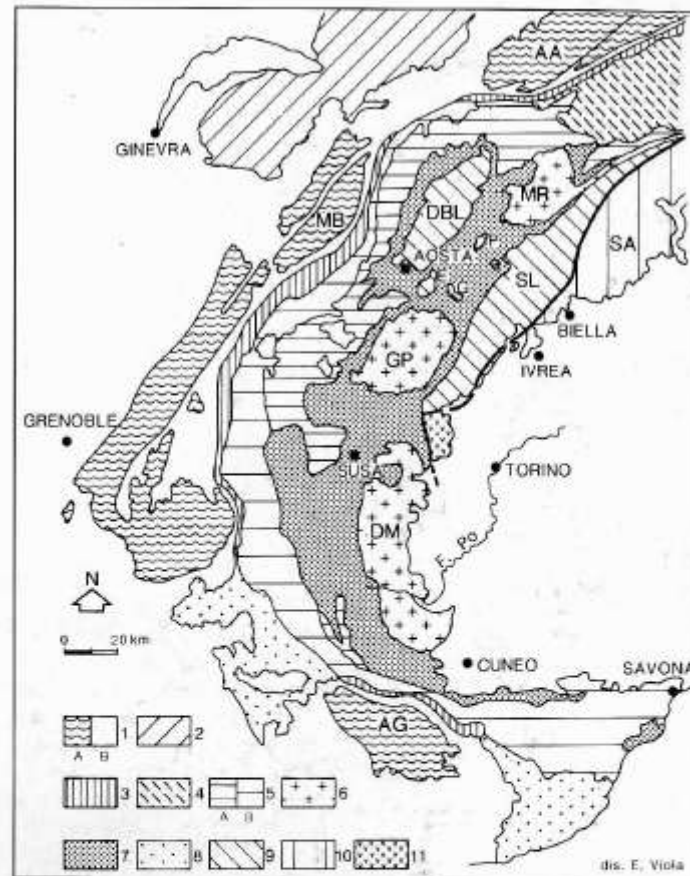 AA
GINEVRA
MB
DBL
MR
AOSTA
SL
SA
BIELLA
IVREA
GP
GRENOBLE
SUSA
TORINO
DM
F. Po
N
0 20 km
CUNEO
SAVONA
AG
1 2
A B
3 4 5 6
A B
7 8 9 10 11
dis. E. Viola